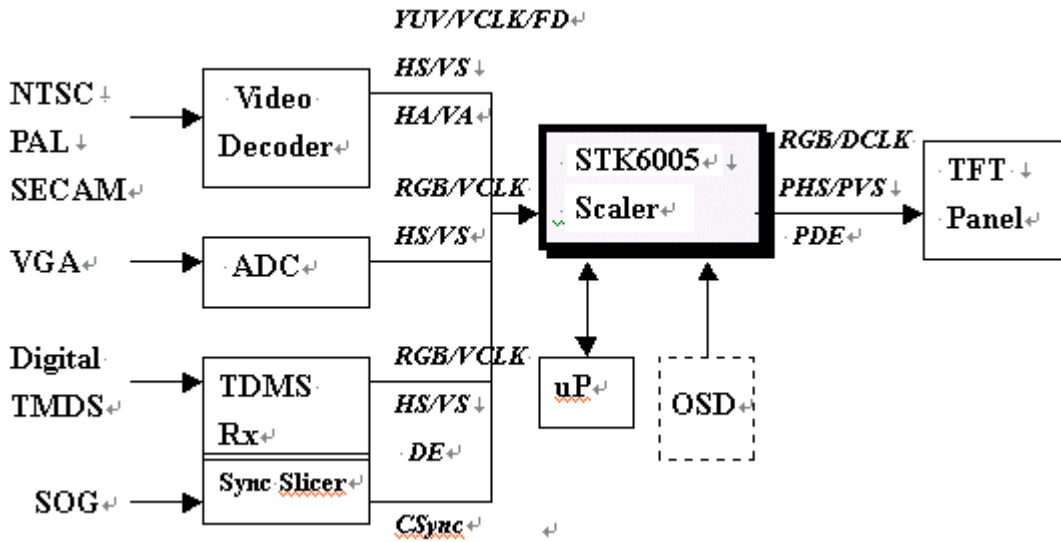 YUV/VCLK/FD
HS/VS
HA/VA
NTSC
PAL
SECAM
Video
Decoder
RGB/VCLK
HS/VS
VGA
ADC
STK6005
Scaler
RGB/DCLK
PHS/PVS
PDE
TFT
Panel
Digital
TMDS
TDMS
Rx
RGB/VCLK
HS/VS
DE
uP
OSD
SOG
Sync Slicer
CSync